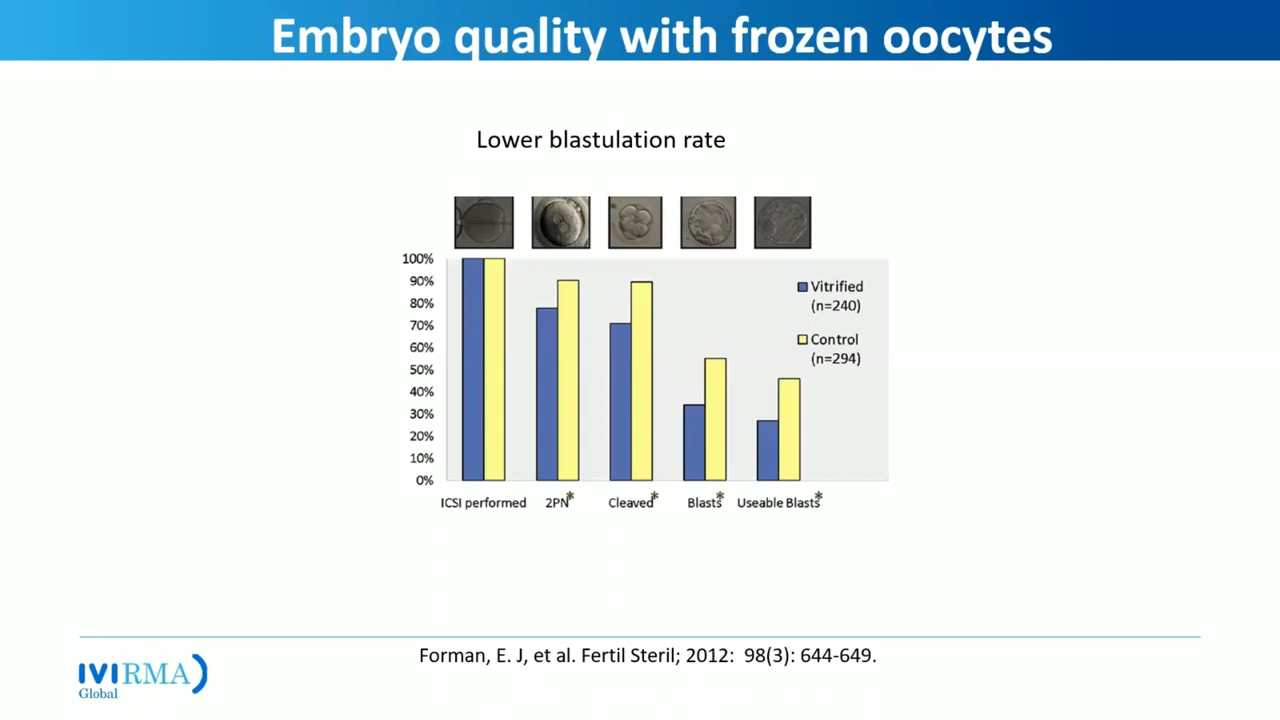 Embryo quality with frozen oocytes
Lower blastulation rate
100%
90%
80%
70%
60%
50%
40%
30%
20%
10%
0%
Vitrified
(n=240)
Control
(n=294)
ICSI performed 2PN* Cleaved* Blasts* Useable Blasts*
Forman, E. J, et al. Fertil Steril; 2012: 98(3): 644-649.
IVIRMA
Global